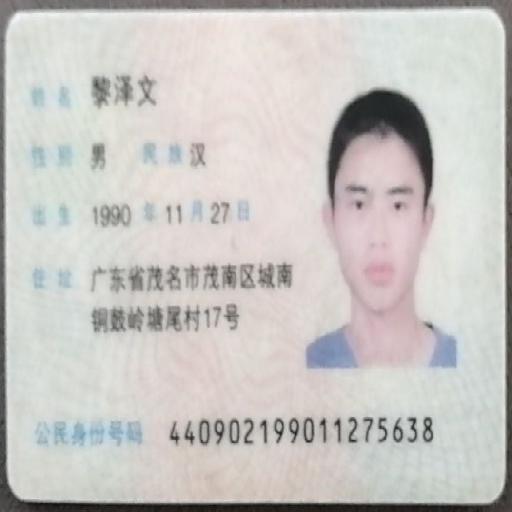 姓名 黎泽文
性别 男 民族 汉
出生 1990 年 11 月 27 日
住址 广东省茂名市茂南区城南
铜鼓岭塘尾村17号
公民身份号码 440902199011275638